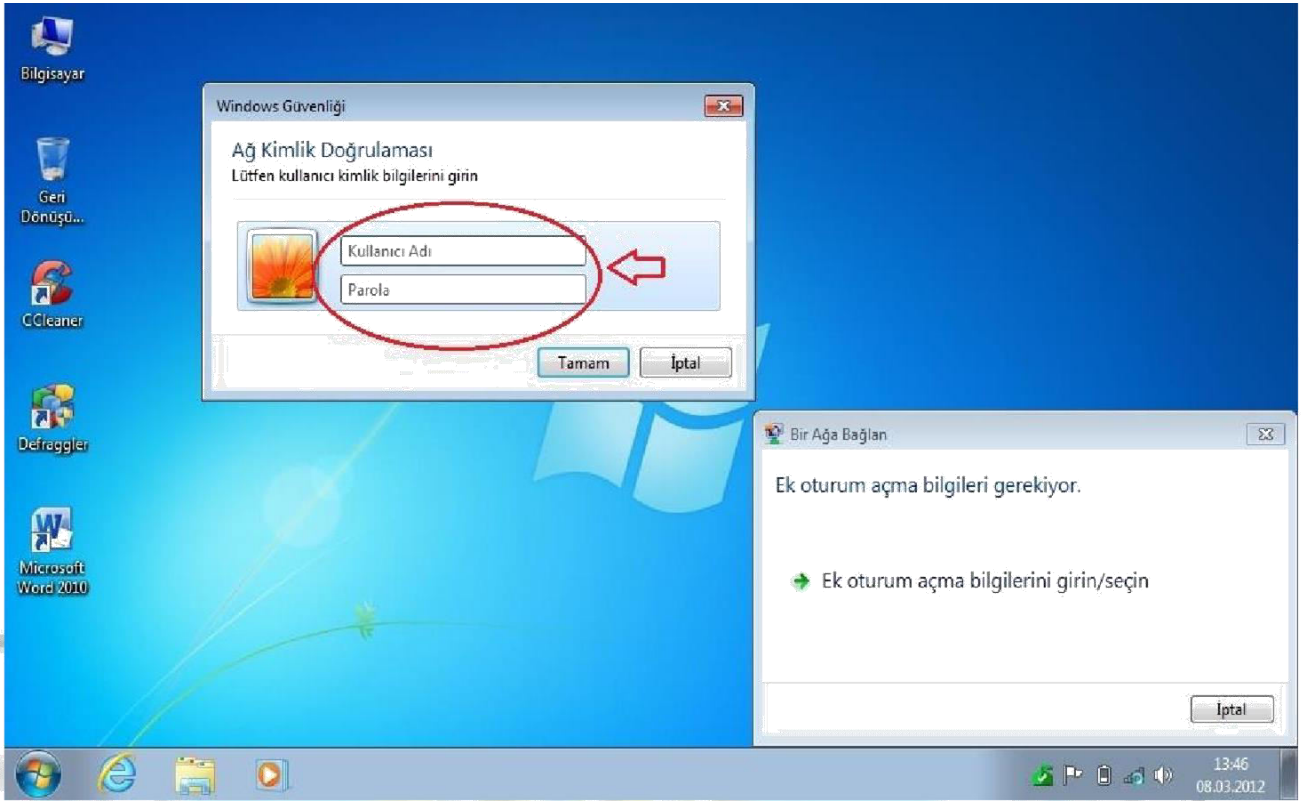 Bilgisayar
Geri
Dönüşü...
CCleaner
Defraggler
Microsoft
Word 2010
Windows Güvenliği
Ağ Kimlik Doğrulaması
Lütfen kullanıcı kimlik bilgilerini girin
Kullanıcı Adı
Parola
Tamam
İptal
Bir Ağa Bağlan
Ek oturum açma bilgileri gerekiyor.
Ek oturum açma bilgilerini girin/seçin
İptal
13:46
08.03.2012